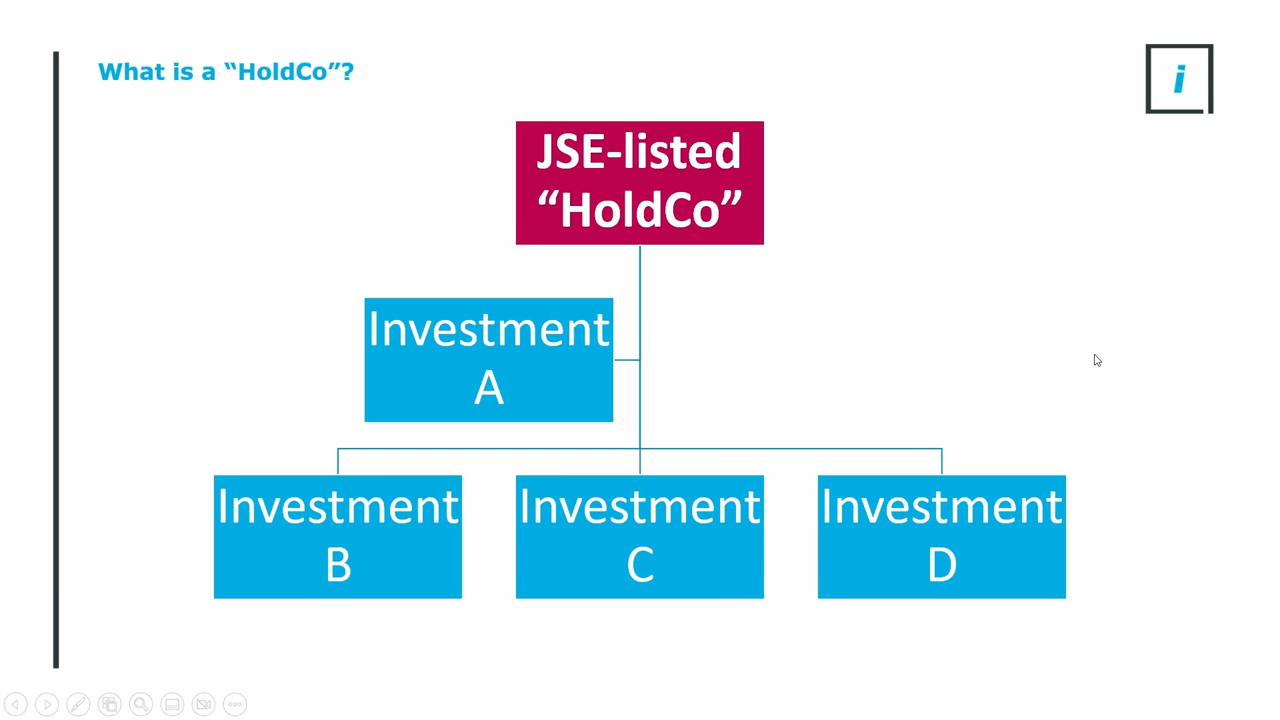 What is a “HoldCo”?
i
JSE-listed
“HoldCo”
Investment
A
Investment
B
Investment
C
Investment
D